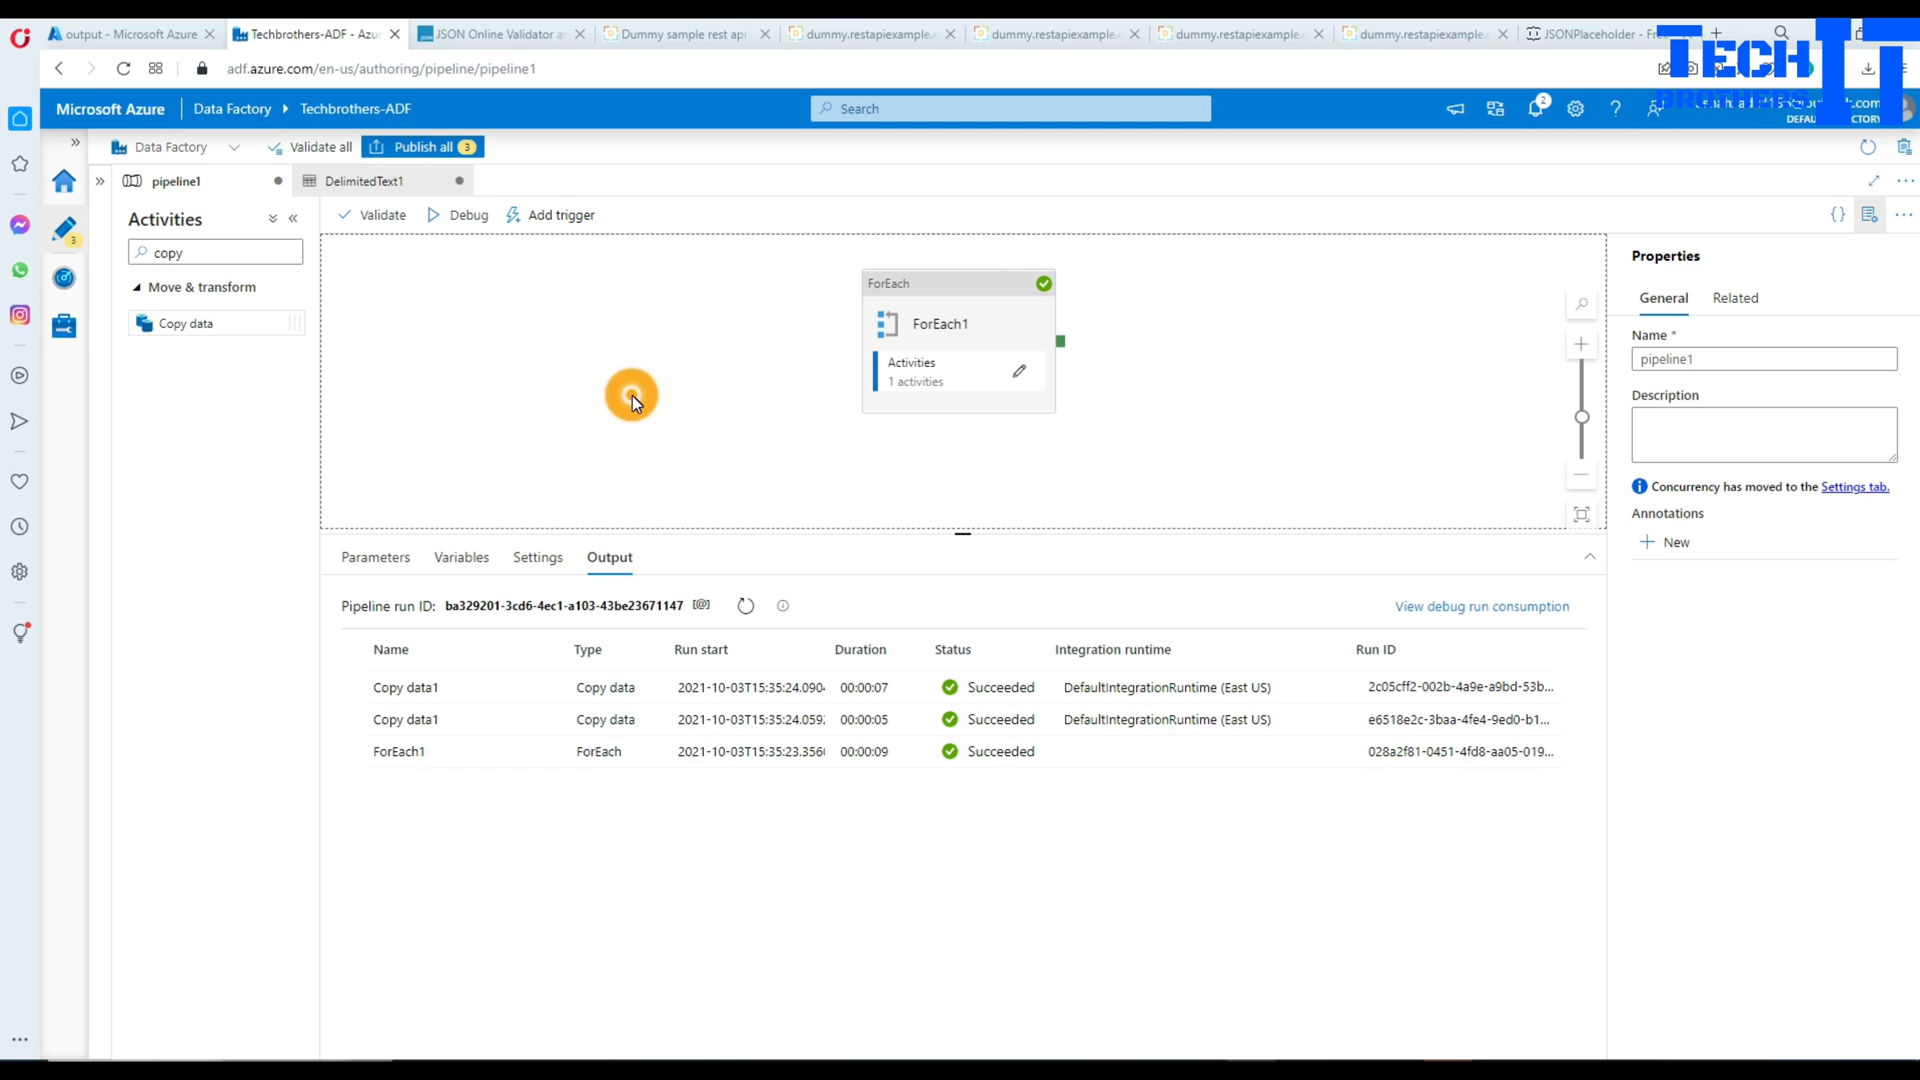 output - Microsoft Azure
Techbrothers-ADF - Azur
JSON Online Validator a
Dummy sample rest api
dummy.restapiexample.
dummy.restapiexample.
dummy.restapiexample.
dummy.restapiexample.
JSONPlaceholder - Fre
TECH IT
BROTHERS
adf.azure.com/en-us/authoring/pipeline/pipeline1
Microsoft Azure
Data Factory
Techbrothers-ADF
Search
2
Data Factory
Validate all
Publish all
3
pipeline1
DelimitedText1
Activities
Validate
Debug
Add trigger
copy
Move & transform
Copy data
3
ForEach
ForEach1
Activities
1 activities
Properties
General
Related
Name *
pipeline1
Description
Concurrency has moved to the Settings tab.
Annotations
New
Parameters
Variables
Settings
Output
Pipeline run ID: ba329201-3cd6-4ec1-a103-43be23671147
View debug run consumption
Name Type Run start Duration Status Integration runtime Run ID
Copy data1 Copy data 2021-10-03T15:35:24.090 00:00:07 Succeeded DefaultIntegrationRuntime (East US) 2c05cff2-002b-4a9e-a9bd-53b...
Copy data1 Copy data 2021-10-03T15:35:24.059 00:00:05 Succeeded DefaultIntegrationRuntime (East US) e6518e2c-3baa-4fe4-9ed0-b1...
ForEach1 ForEach 2021-10-03T15:35:23.356 00:00:09 Succeeded 028a2f81-0451-4fd8-aa05-019...